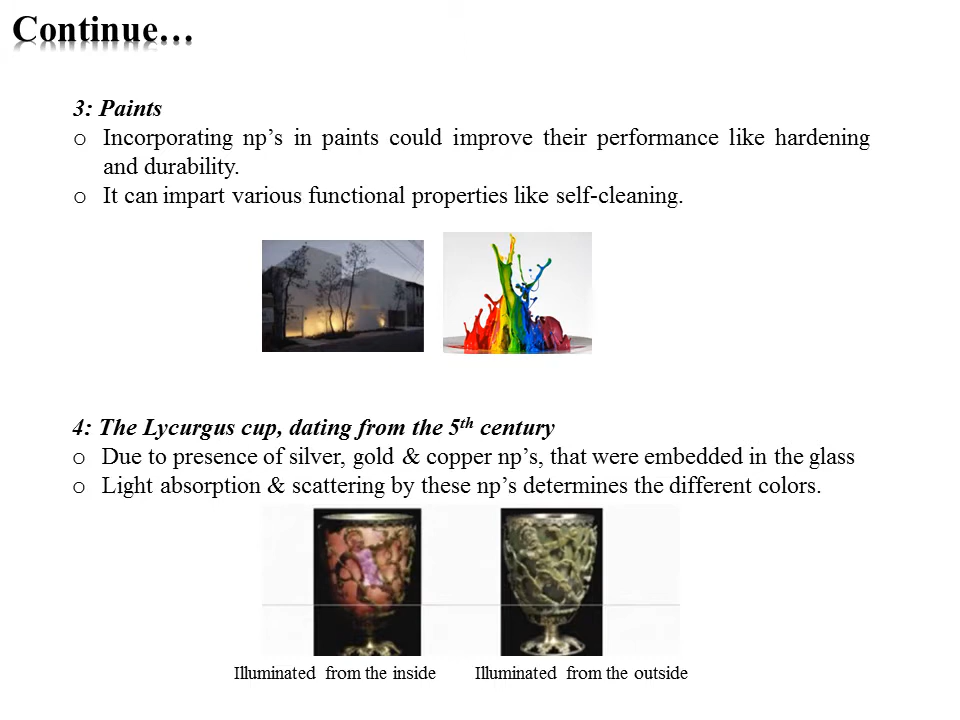 Continue…
3: Paints
o Incorporating np’s in paints could improve their performance like hardening
and durability.
o It can impart various functional properties like self-cleaning.
4: The Lycurgus cup, dating from the 5th century
o Due to presence of silver, gold & copper np’s, that were embedded in the glass
o Light absorption & scattering by these np’s determines the different colors.
Illuminated from the inside
Illuminated from the outside